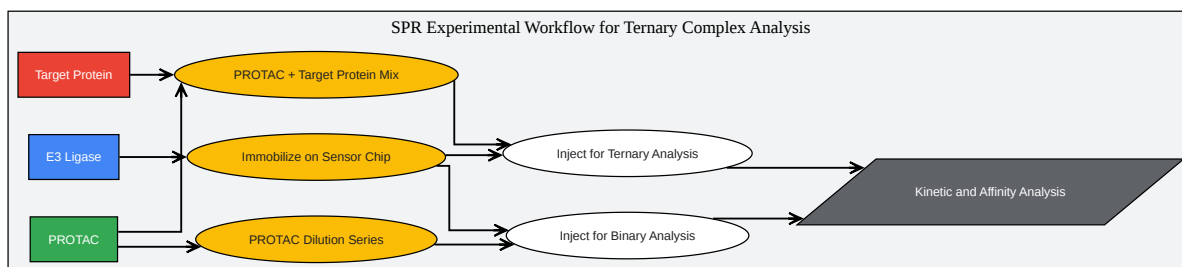 SPR Experimental Workflow for Ternary Complex Analysis
Target Protein
PROTAC + Target Protein Mix
E3 Ligase
Immobilize on Sensor Chip
Inject for Ternary Analysis
Kinetic and Affinity Analysis
PROTAC
PROTAC Dilution Series
Inject for Binary Analysis